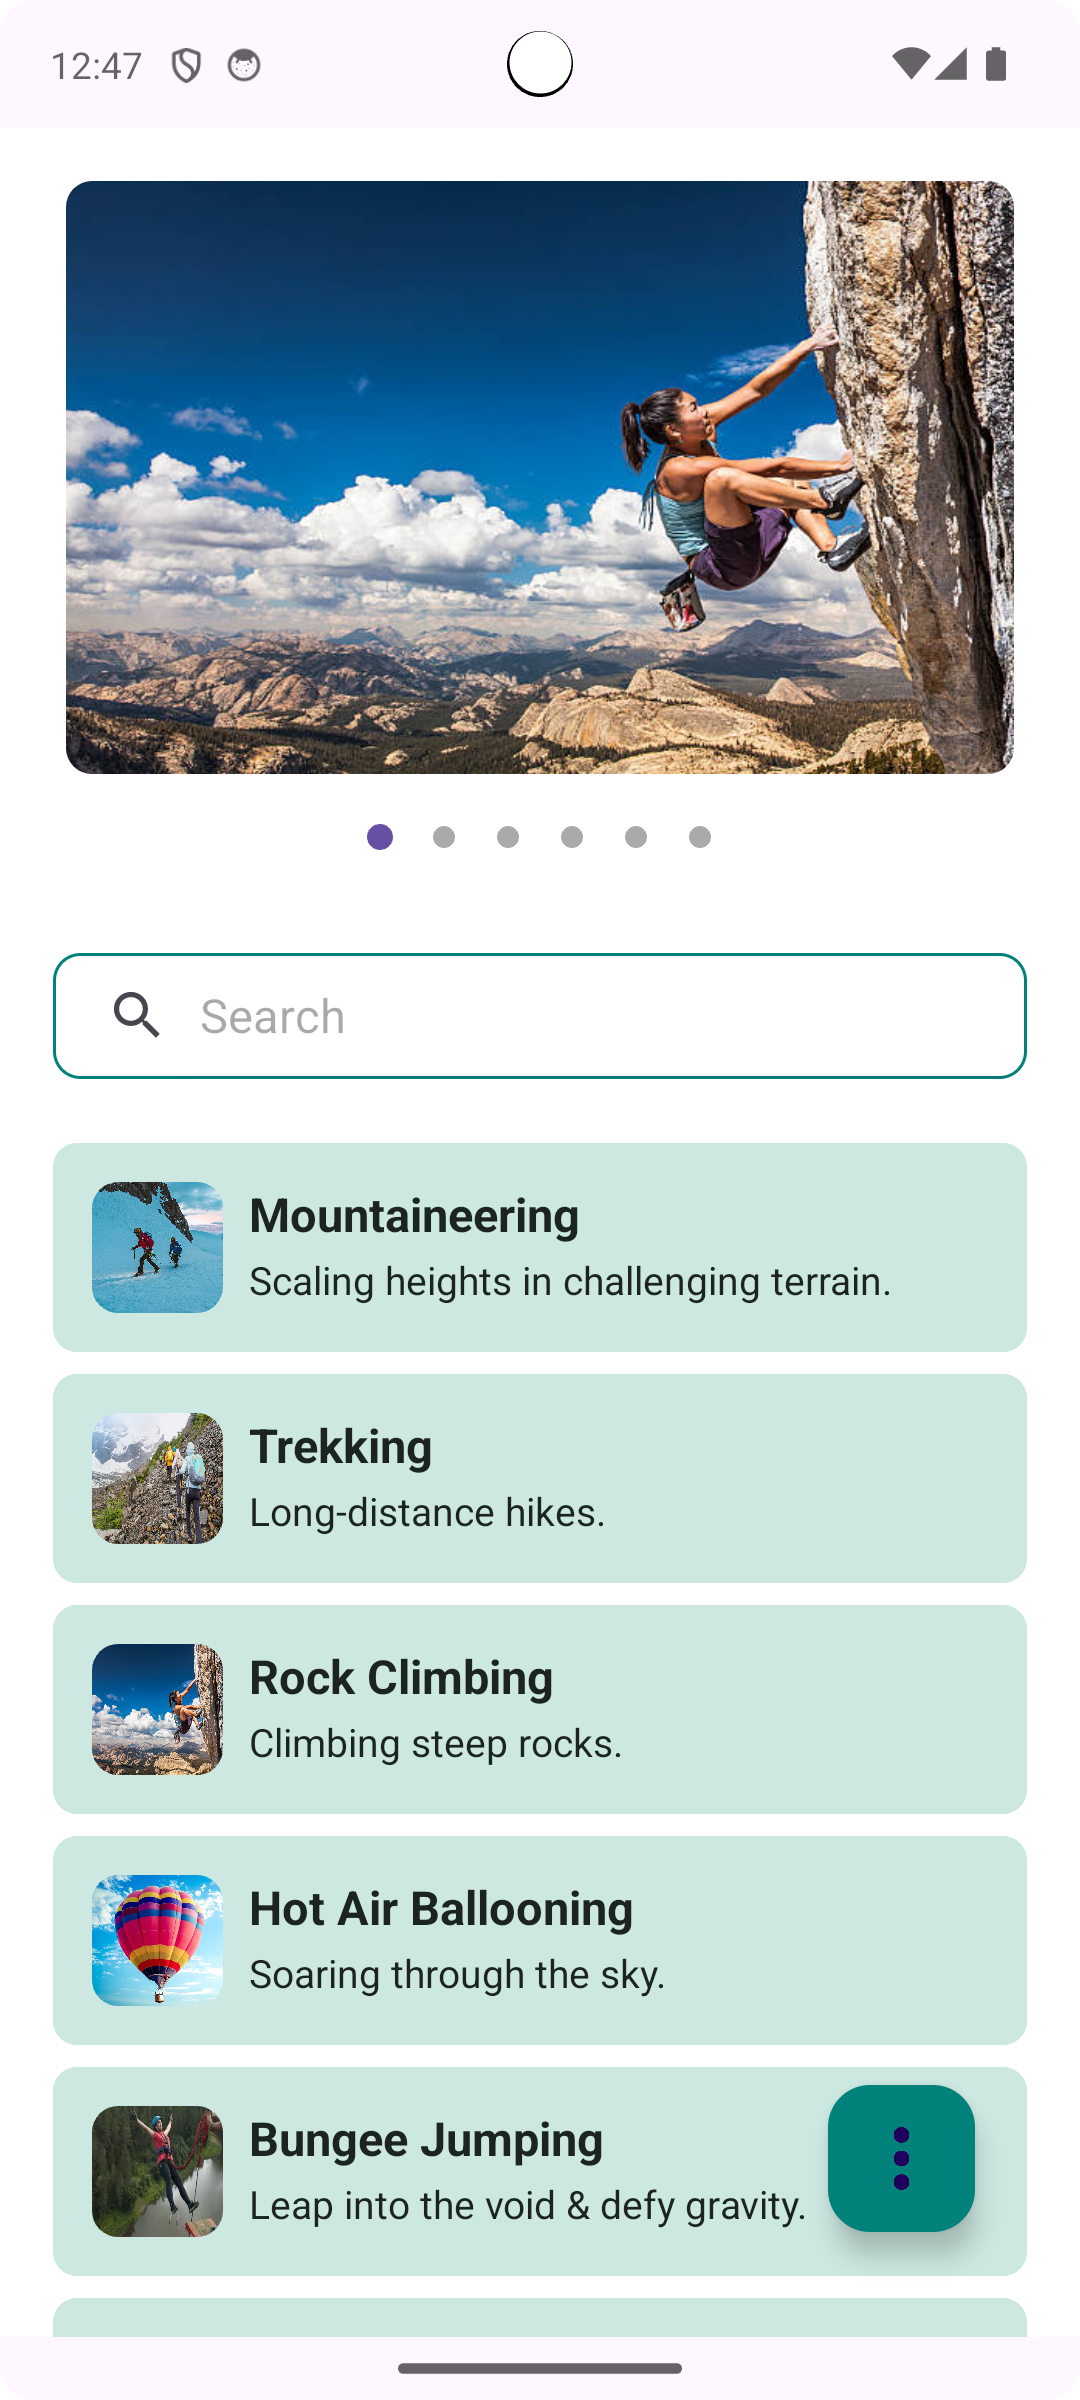 12:47
Search
Mountaineering
Scaling heights in challenging terrain.
Trekking
Long-distance hikes.
Rock Climbing
Climbing steep rocks.
Hot Air Ballooning
Soaring through the sky.
Bungee Jumping
Leap into the void & defy gravity.